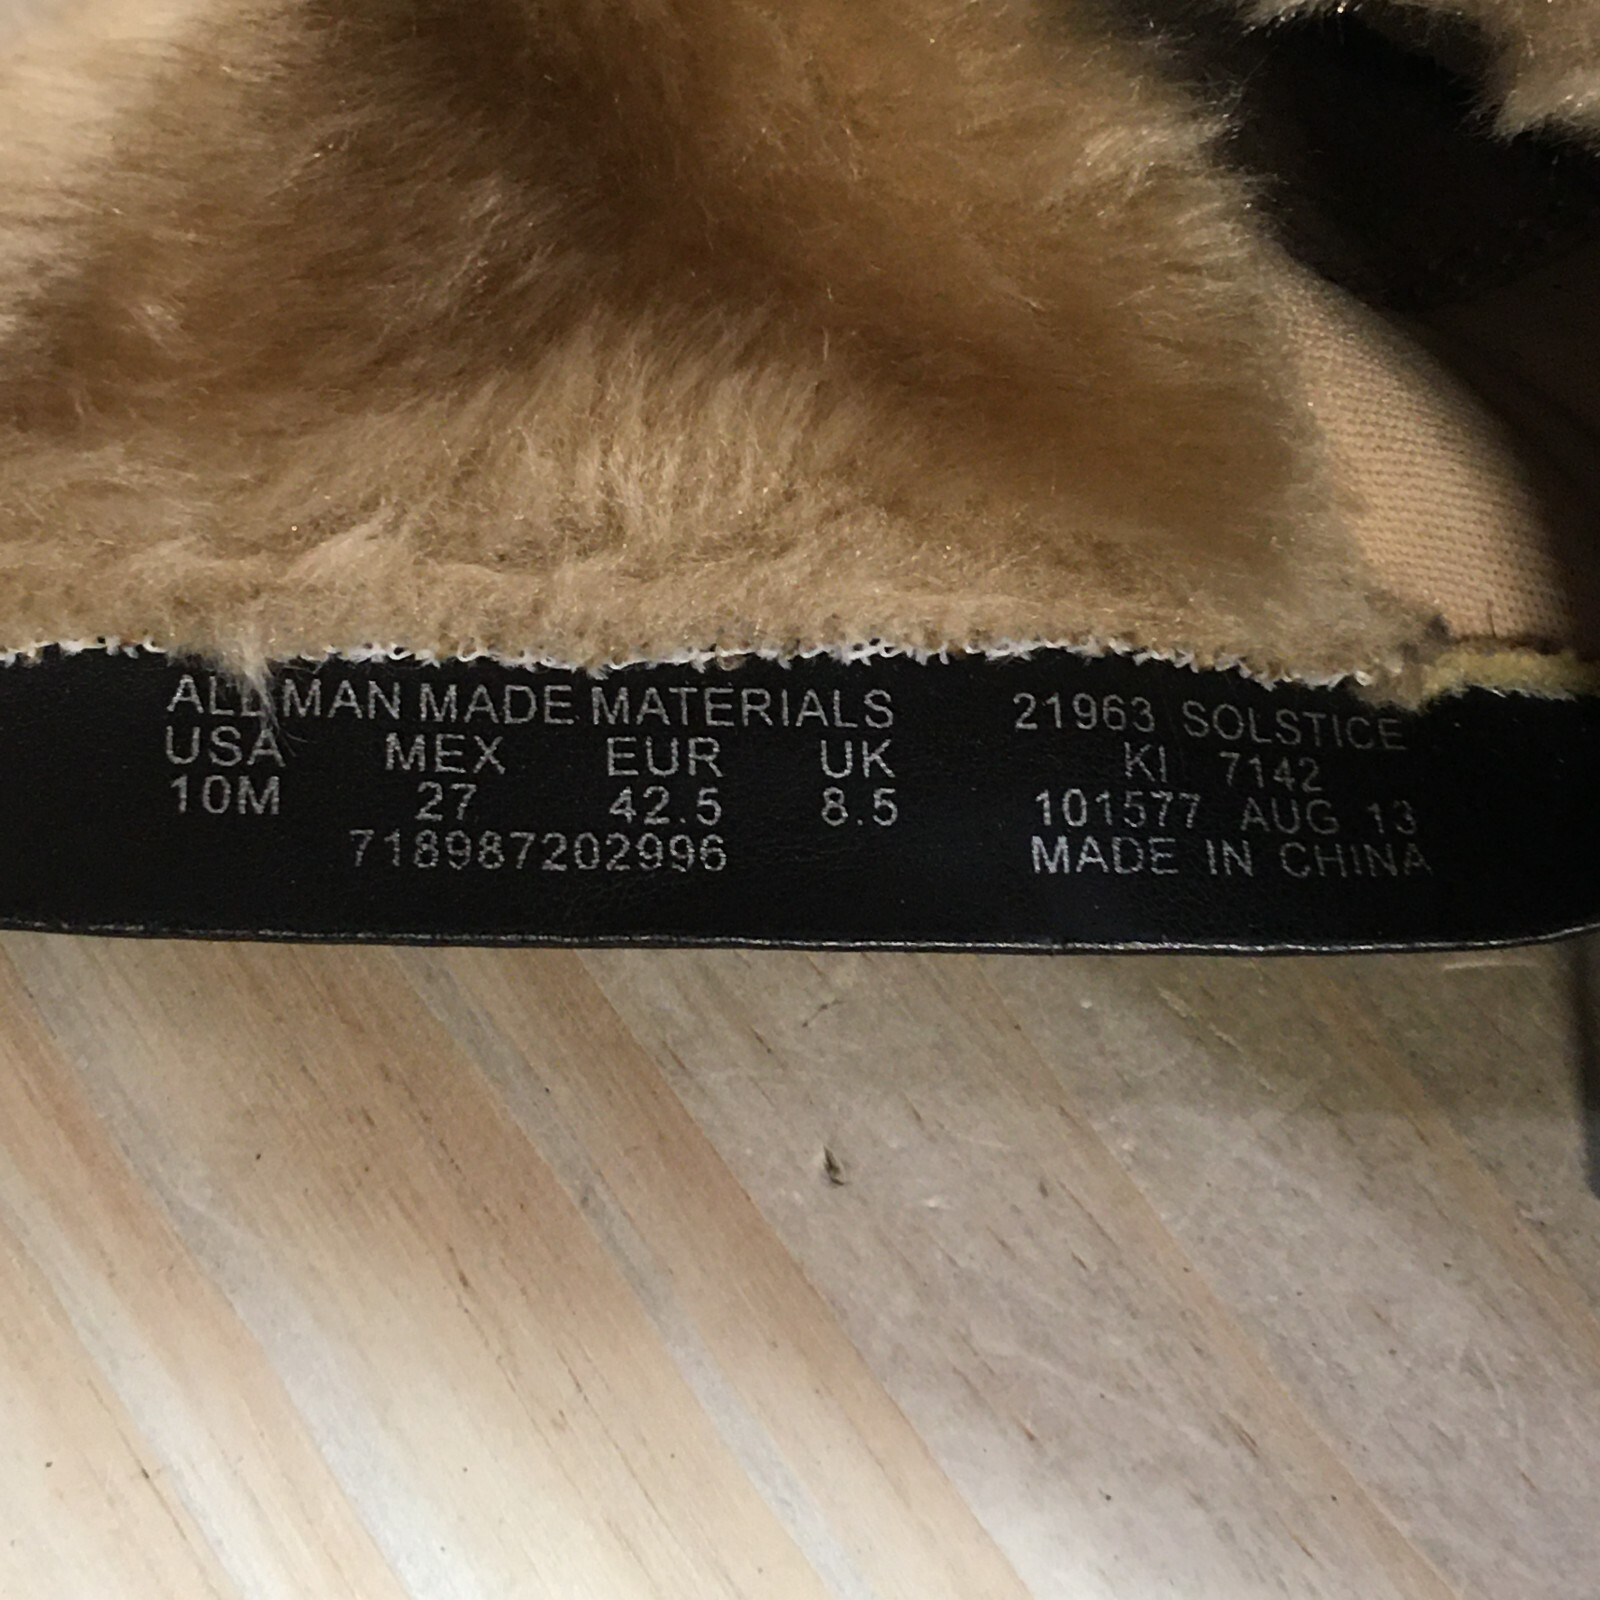 ALL MAN MADE MATERIALS
USA MEX EUR UK
10M 27 42.5 8.5
718987202996
21963 SOLSTICE
KI 7142
101577 AUG 13
MADE IN CHINA